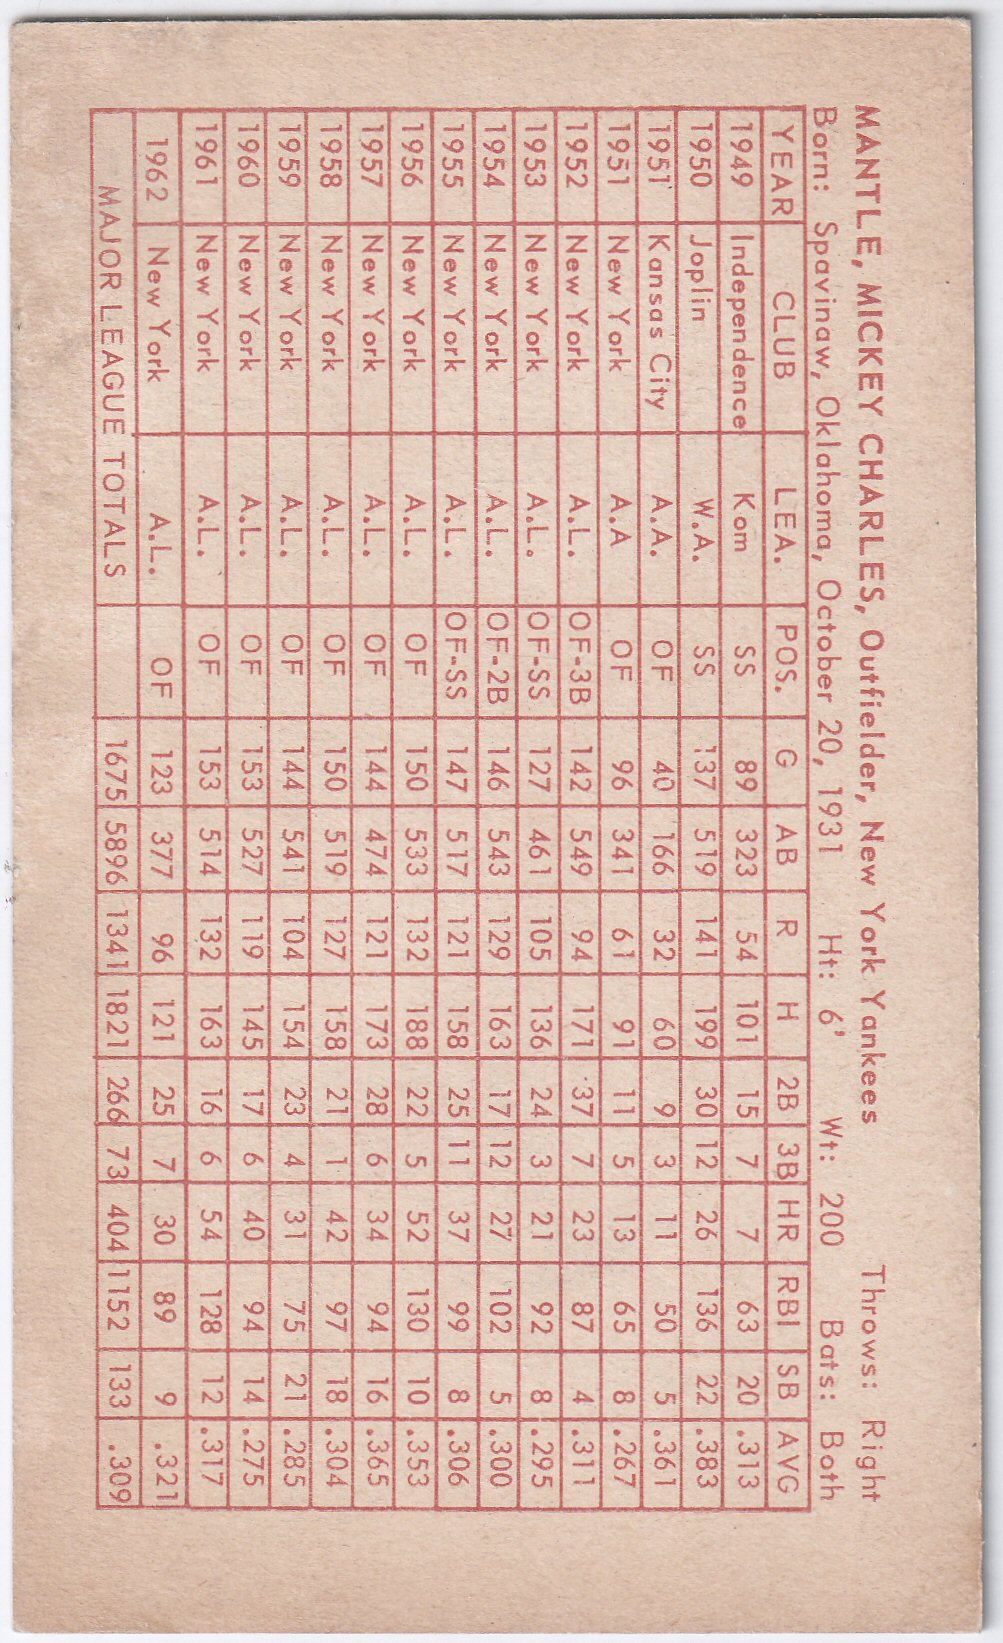 MANTLE, MICKEY CHARLES, Outfielder, New York Yankees Throws: Right
Born: Spavinaw, Oklahoma, October 20, 1931 Ht: 6' Wt: 200 Bats: Both
YEAR CLUB LEA. POS. G AB R H 2B 3B HR RBI SB AVG
1949 Independence Kom SS 89 323 54 101 15 7 7 63 20 .313
1950 Joplin W.A. SS 137 519 141 199 30 12 26 136 22 .383
1951 Kansas City A.A. OF 40 166 32 60 9 3 11 50 5 .361
1951 New York A.A OF 96 341 61 91 11 5 13 65 8 .267
1952 New York A.L. OF-3B 142 549 94 171 37 7 23 87 4 .311
1953 New York A.L. OF-SS 127 461 105 136 24 3 21 92 8 .295
1954 New York A.L. OF-2B 146 543 129 163 17 12 27 102 5 .300
1955 New York A.L. OF-SS 147 517 121 158 25 11 37 99 8 .306
1956 New York A.L. OF 150 533 132 188 22 5 52 130 10 .353
1957 New York A.L. OF 144 474 121 173 28 6 34 94 16 .365
1958 New York A.L. OF 150 519 127 158 21 1 42 97 18 .304
1959 New York A.L. OF 144 541 104 154 23 4 31 75 21 .285
1960 New York A.L. OF 153 527 119 145 17 6 40 94 14 .275
1961 New York A.L. OF 153 514 132 163 16 6 54 128 12 .317
1962 New York A.L. OF 123 377 96 121 25 7 30 89 9 .321
MAJOR LEAGUE TOTALS 1675 5896 1341 1821 266 73 404 1152 133 .309